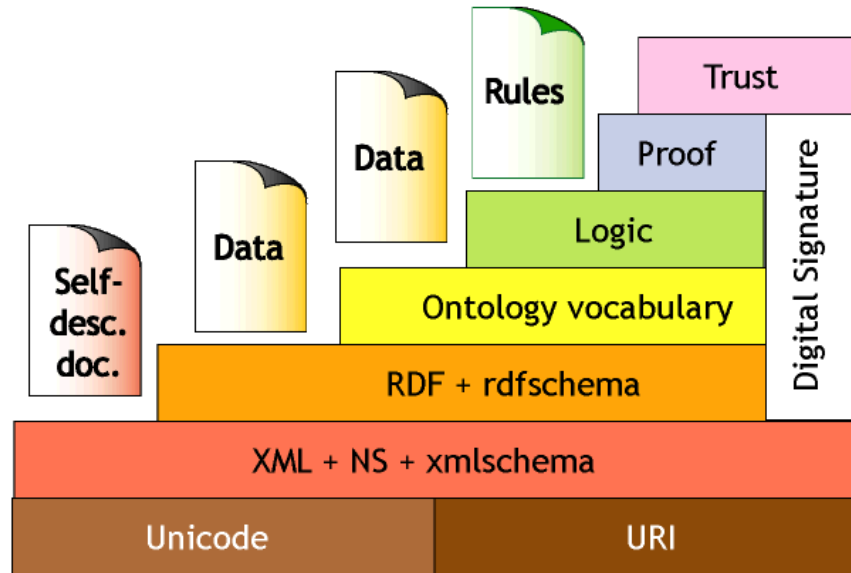 Rules
Trust
Data
Proof
Data
Logic
Self-
desc.
doc.
Ontology vocabulary
Digital Signature
RDF + rdfschema
XML + NS + xmlschema
Unicode
URI